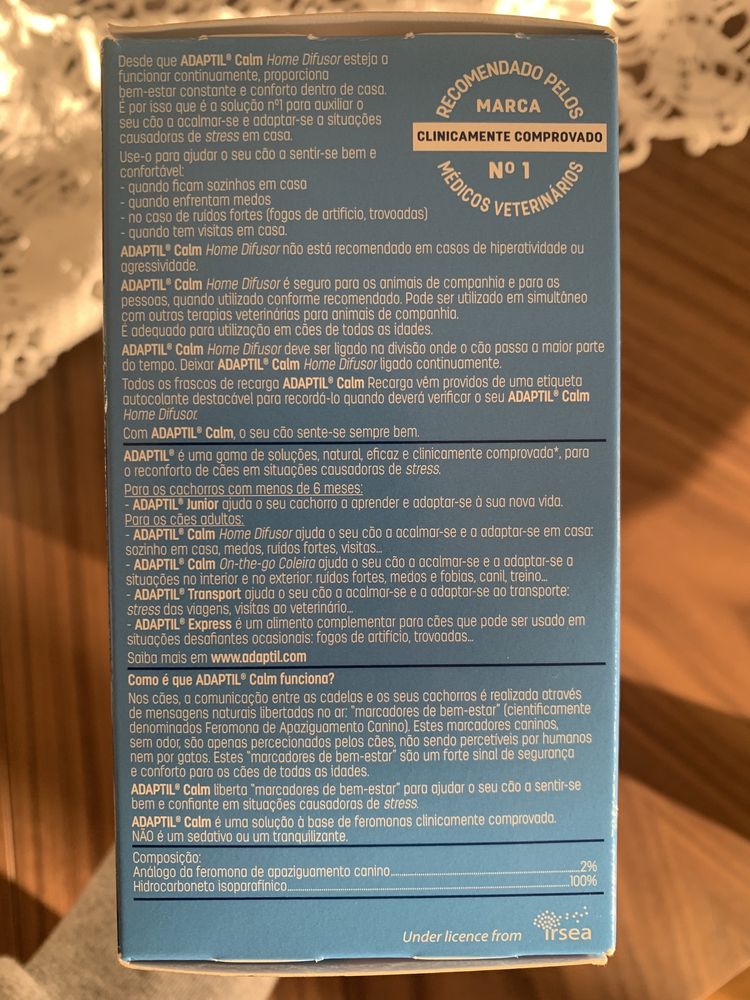 Desde que ADAPTIL® Calm Home Difusor esteja a
funcionar continuamente, proporciona
bem-estar constante e conforto dentro de casa.
É por isso que é a solução nº1 para auxiliar o
seu cão a acalmar-se e adaptar-se a situações
causadoras de stress em casa.
Use-o para ajudar o seu cão a sentir-se bem e
confortável:
- quando ficam sozinhos em casa
- quando enfrentam medos
- no caso de ruídos fortes (fogos de artifício, trovoadas)
- quando tem visitas em casa.
RECOMENDADO PELOS
MARCA
CLINICAMENTE COMPROVADO
Nº 1
MÉDICOS VETERINÁRIOS
ADAPTIL® Calm Home Difusor não está recomendado em casos de hiperatividade ou
agressividade.
ADAPTIL® Calm Home Difusor é seguro para os animais de companhia e para as
pessoas, quando utilizado conforme recomendado. Pode ser utilizado em simultâneo
com outras terapias veterinárias para animais de companhia.
É adequado para utilização em cães de todas as idades.
ADAPTIL® Calm Home Difusor deve ser ligado na divisão onde o cão passa a maior parte
do tempo. Deixar ADAPTIL® Calm Home Difusor ligado continuamente.
Todos os frascos de recarga ADAPTIL® Calm Recarga vêm providos de uma etiqueta
autocolante destacável para recordá-lo quando deverá verificar o seu ADAPTIL® Calm
Home Difusor.
Com ADAPTIL® Calm, o seu cão sente-se sempre bem.
ADAPTIL® é uma gama de soluções, natural, eficaz e clinicamente comprovada*, para
o reconforto de cães em situações causadoras de stress.
Para os cachorros com menos de 6 meses:
- ADAPTIL® Junior ajuda o seu cachorro a aprender e adaptar-se à sua nova vida.
Para os cães adultos:
- ADAPTIL® Calm Home Difusor ajuda o seu cão a acalmar-se e a adaptar-se em casa:
sozinho em casa, medos, ruídos fortes, visitas...
- ADAPTIL® Calm On-the-go Coleira ajuda o seu cão a acalmar-se e a adaptar-se a
situações no interior e no exterior: ruídos fortes, medos e fobias, canil, treino...
- ADAPTIL® Transport ajuda o seu cão a acalmar-se e a adaptar-se ao transporte:
stress das viagens, visitas ao veterinário...
- ADAPTIL® Express é um alimento complementar para cães que pode ser usado em
situações desafiantes ocasionais: fogos de artifício, trovoadas...
Saiba mais em www.adaptil.com
Como é que ADAPTIL® Calm funciona?
Nos cães, a comunicação entre as cadelas e os seus cachorros é realizada através
de mensagens naturais libertadas no ar: "marcadores de bem-estar" (cientificamente
denominados Feromona de Apaziguamento Canino). Estes marcadores caninos,
sem odor, são apenas percecionados pelos cães, não sendo percetíveis por humanos
nem por gatos. Estes "marcadores de bem-estar" são um forte sinal de segurança
e conforto para os cães de todas as idades.
ADAPTIL® Calm liberta "marcadores de bem-estar" para ajudar o seu cão a sentir-se
bem e confiante em situações causadoras de stress.
ADAPTIL® Calm é uma solução à base de feromonas clinicamente comprovada.
NÃO é um sedativo ou um tranquilizante.
Composição:
Análogo da feromona de apaziguamento canino...2%
Hidrocarboneto isoparafínico...100%
Under licence from irsea